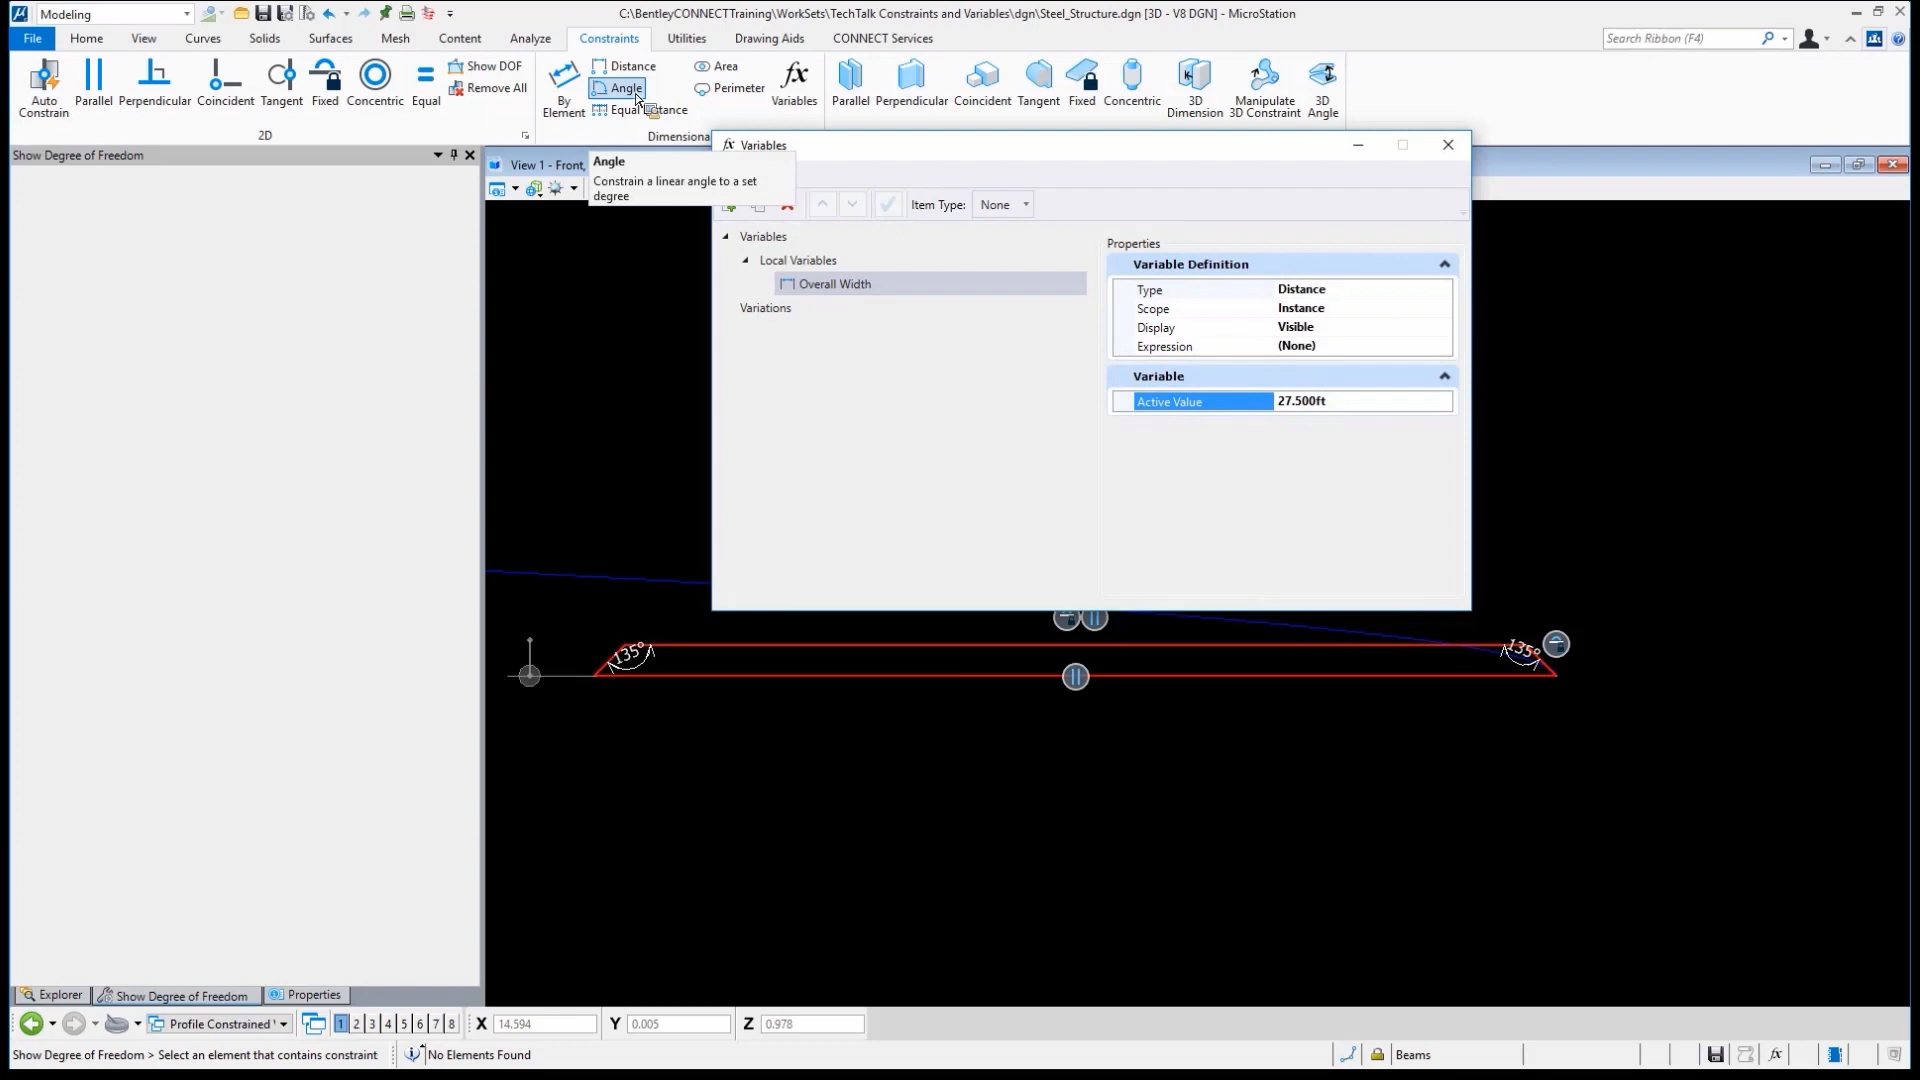 Modeling
C:\BentleyCONNECTTraining\WorkSets\TechTalk Constraints and Variables\dgn\Steel_Structure.dgn [3D - V8 DGN] - MicroStation
File Home View Curves Solids Surfaces Mesh Content Analyze Constraints Utilities Drawing Aids CONNECT Services
Search Ribbon (F4)
Auto Constrain
Parallel
Perpendicular
Coincident
Tangent
Fixed
Concentric
Equal
Show DOF
Remove All
2D
By Element
Distance
Angle
Equal
Area
Perimeter
fx
Variables
Dimensiona
Parallel
Perpendicular
Coincident
Tangent
Fixed
Concentric
3D Dimension
Manipulate 3D Constraint
3D Angle
Show Degree of Freedom
View 1 - Front,
Angle
Constrain a linear angle to a set
degree
fx Variables
Item Type: None
Variables
Local Variables
Overall Width
Variations
Properties
Variable Definition
Type Distance
Scope Instance
Display Visible
Expression (None)
Variable
Active Value 27.500ft
135°
135°
Explorer Show Degree of Freedom Properties
Profile Constrained
1 2 3 4 5 6 7 8
X 14.594
Y 0.005
Z 0.978
Show Degree of Freedom > Select an element that contains constraint
No Elements Found
Beams
fx